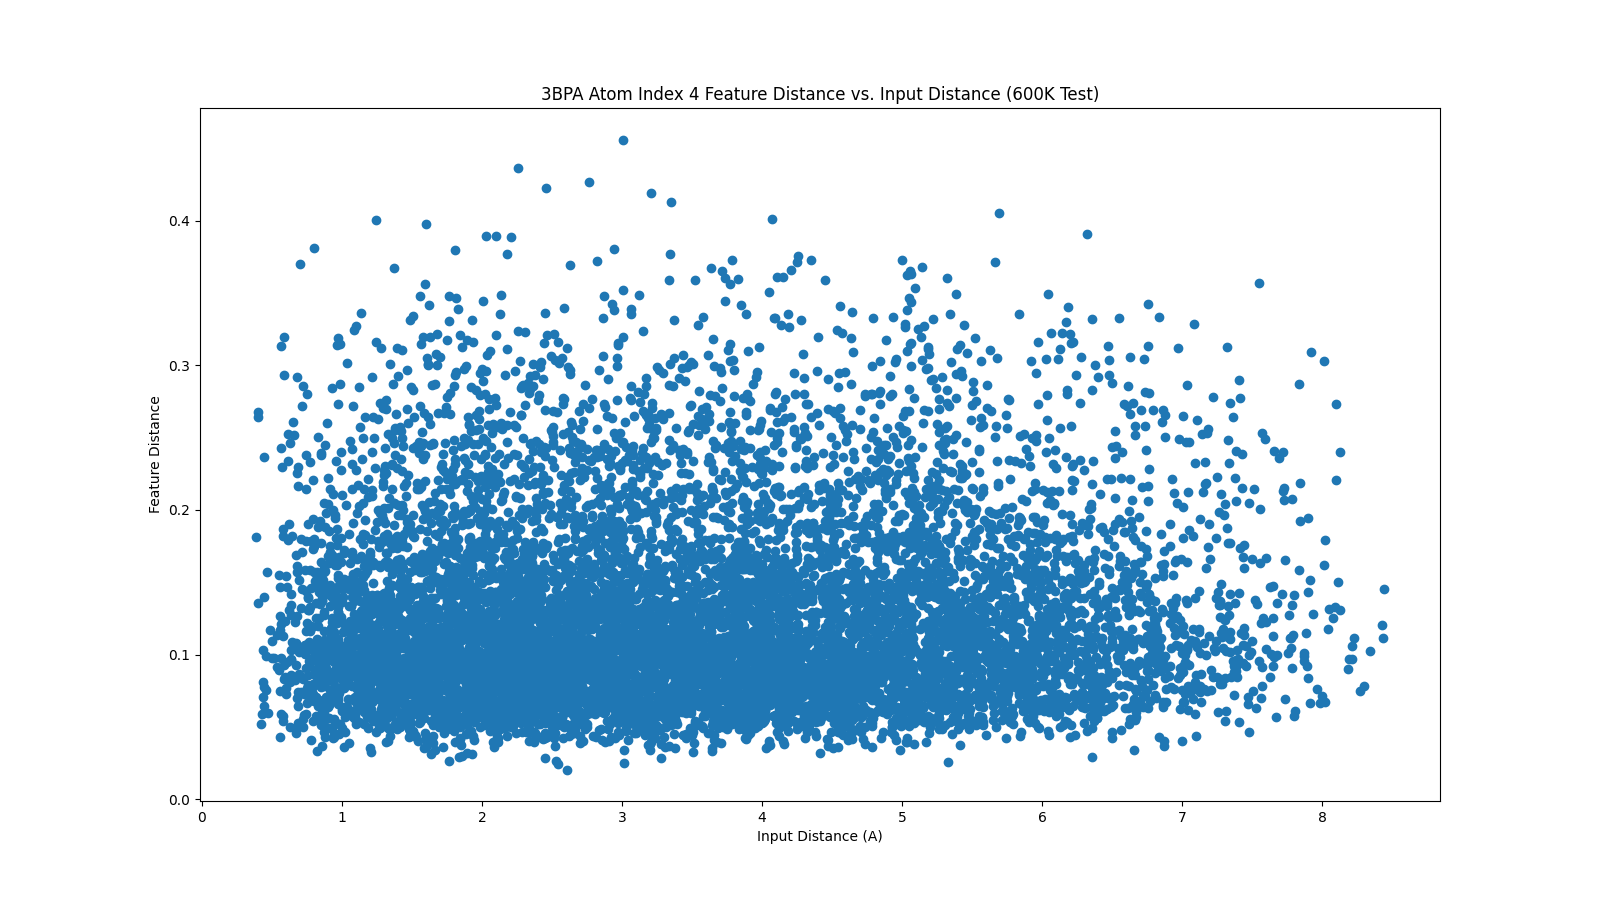 3BPA Atom Index 4 Feature Distance vs. Input Distance (600K Test)
Feature Distance
0.4
0.3
0.2
0.1
0.0
0 1 2 3 4 5 6 7 8
Input Distance (A)